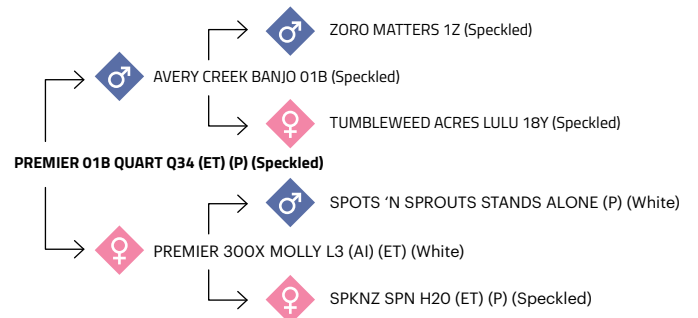 ZORO MATTERS 1Z (Speckled)
AVERY CREEK BANJO 01B (Speckled)
TUMBLEWEED ACRES LULU 18Y (Speckled)
PREMIER 01B QUART Q34 (ET) (P) (Speckled)
SPOTS ‘N SPROUTS STANDS ALONE (P) (White)
PREMIER 300X MOLLY L3 (AI) (ET) (White)
SPKNZ SPN H20 (ET) (P) (Speckled)